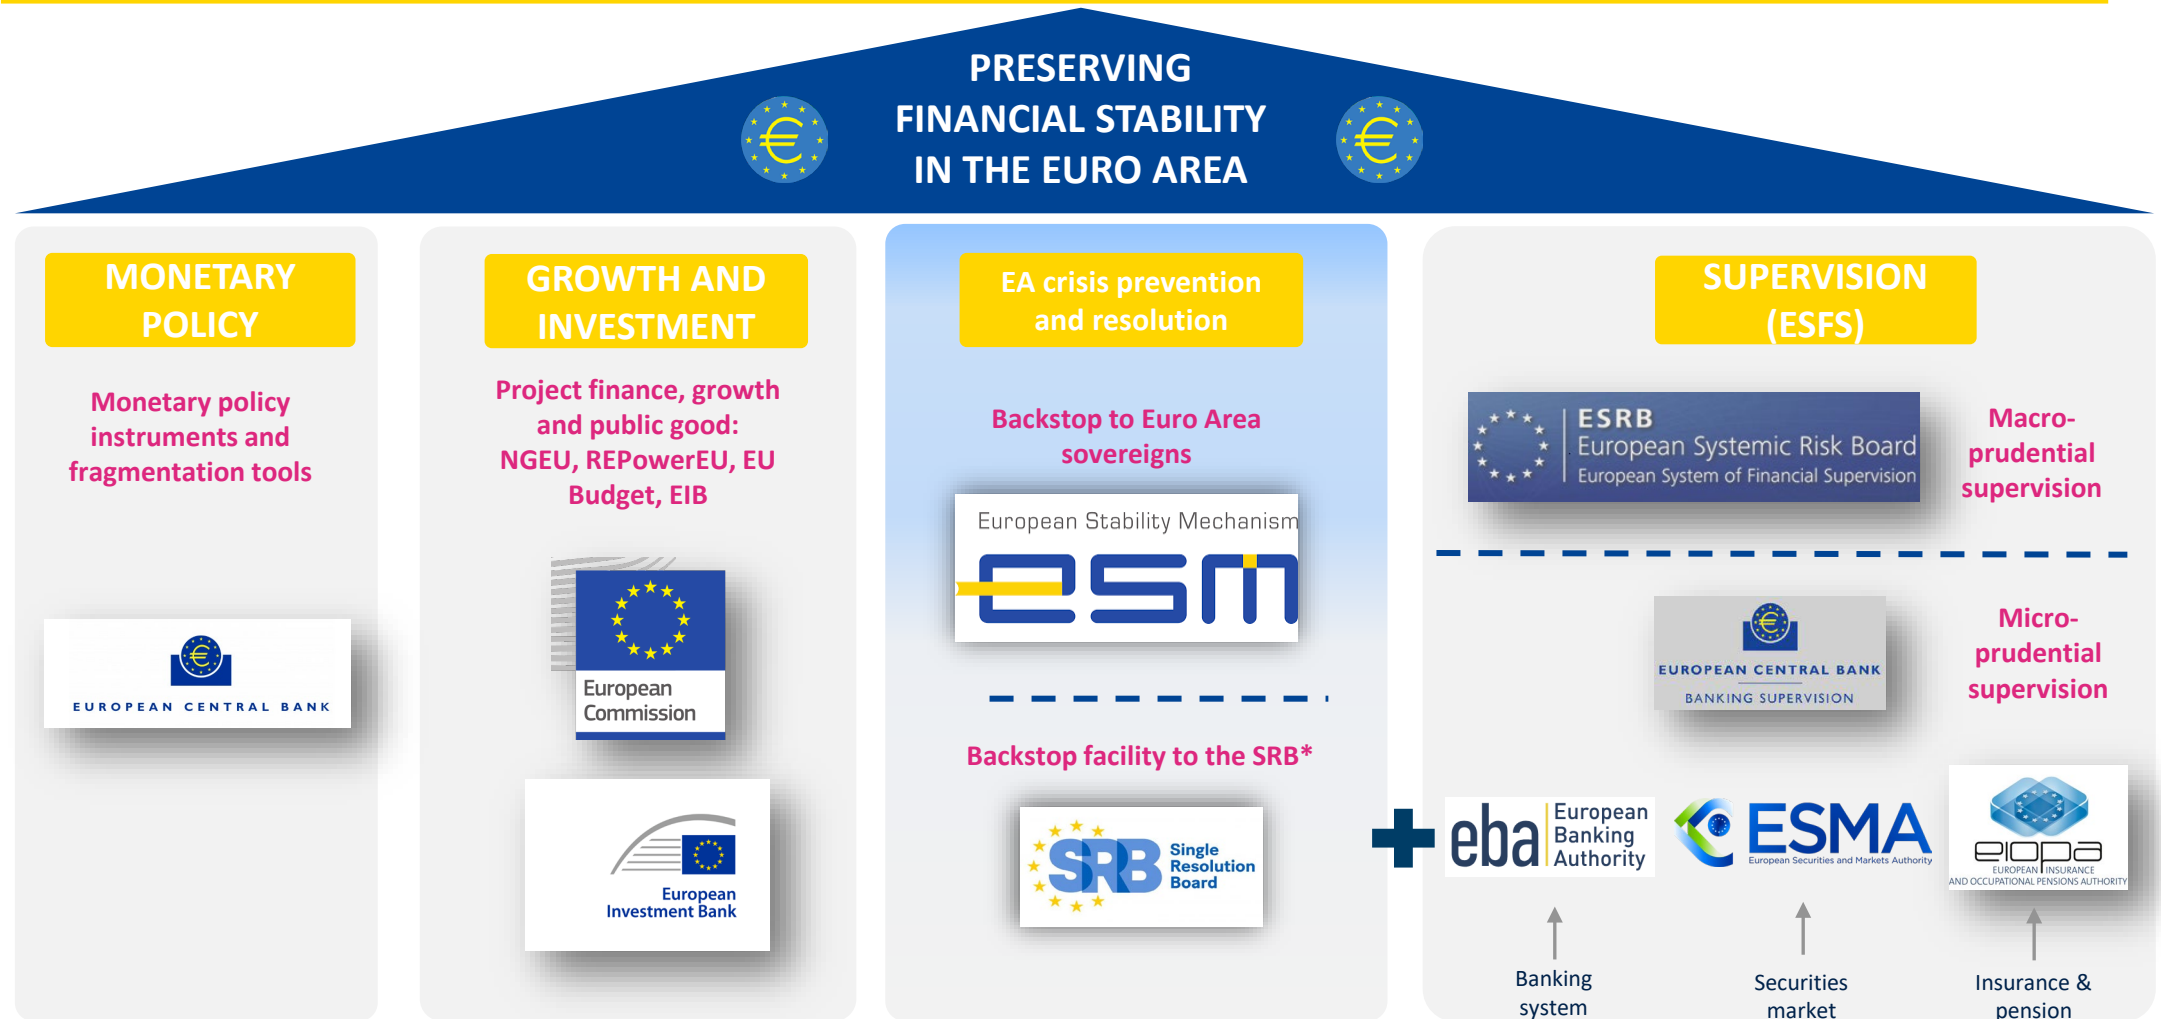 PRESERVING
FINANCIAL STABILITY
IN THE EURO AREA
MONETARY
POLICY
Monetary policy
instruments and
fragmentation tools
EUROPEAN CENTRAL BANK
GROWTH AND
INVESTMENT
Project finance, growth
and public good:
NGEU, REPowerEU, EU
Budget, EIB
European
Commission
European
Investment Bank
EA crisis prevention
and resolution
Backstop to Euro Area
sovereigns
European Stability Mechanism
esm
Backstop facility to the SRB*
SRB
Single
Resolution
Board
SUPERVISION
(ESFS)
ESRB
European Systemic Risk Board
European System of Financial Supervision
Macro-
prudential
supervision
EUROPEAN CENTRAL BANK
BANKING SUPERVISION
Micro-
prudential
supervision
eba
European
Banking
Authority
ESMA
European Securities and Markets Authority
eiopa
EUROPEAN INSURANCE
AND OCCUPATIONAL PENSIONS AUTHORITY
Banking
system
Securities
market
Insurance &
pension